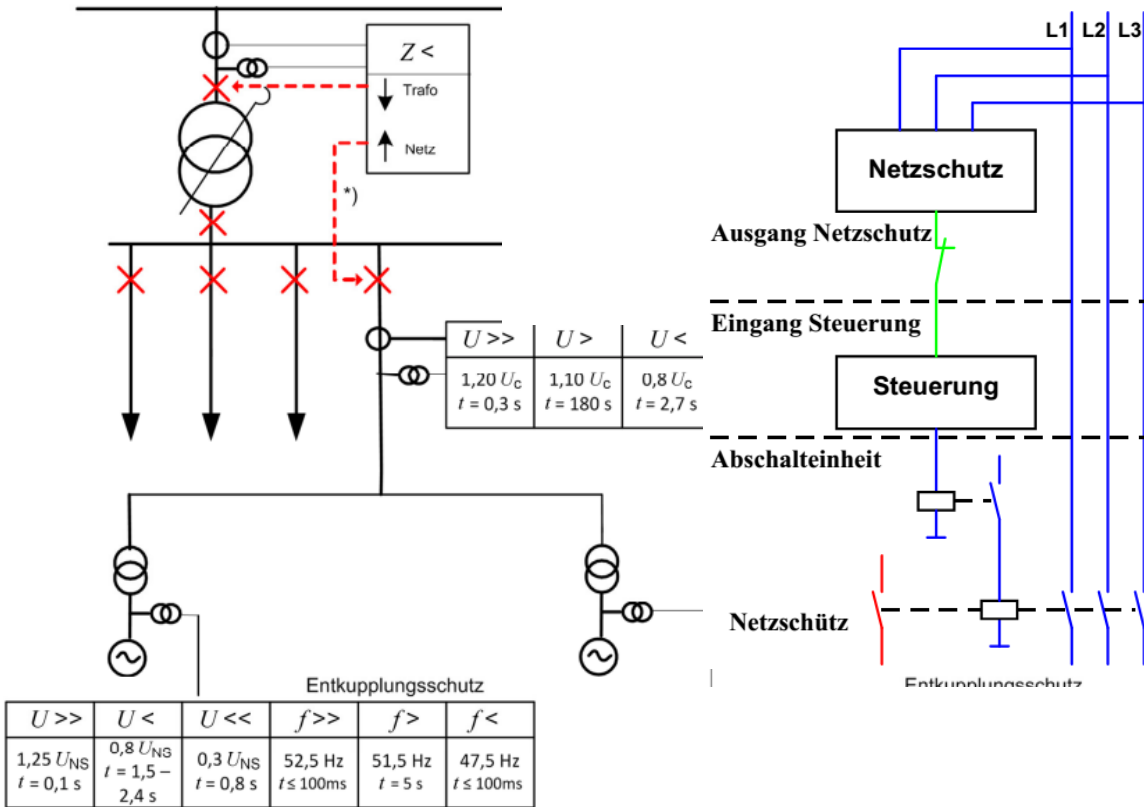 Z <
Trafo
Netz
*)
U >> U > U <
1,20 Uc 1,10 Uc 0,8 Uc
t = 0,3 s t = 180 s t = 2,7 s
Entkupplungsschutz
U >> U < U << f >> f > f <
1,25 UNS 0,8 UNS 0,3 UNS 52,5 Hz 51,5 Hz 47,5 Hz
t = 0,1 s t = 1,5 – 2,4 s t = 0,8 s t ≤ 100ms t = 5 s t ≤ 100ms
L1 L2 L3
Netzschutz
Ausgang Netzschutz
Eingang Steuerung
Steuerung
Abschalteinheit
Netzschütz
Entkupplungsschutz